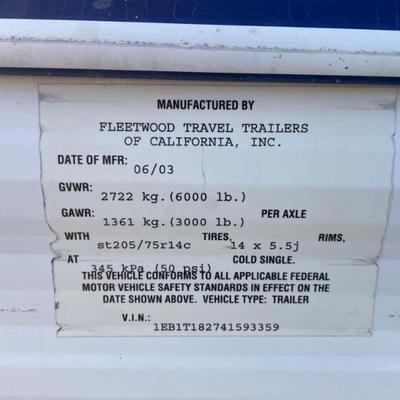 MANUFACTURED BY
FLEETWOOD TRAVEL TRAILERS
OF CALIFORNIA, INC.
DATE OF MFR: 06/03
GVWR: 2722 kg.(6000 lb.)
GAWR: 1361 kg.(3000 lb.) PER AXLE
WITH st205/75r14c TIRES, 14 x 5.5j RIMS,
AT 345 kPa (50 psi) COLD SINGLE.
THIS VEHICLE CONFORMS TO ALL APPLICABLE FEDERAL
MOTOR VEHICLE SAFETY STANDARDS IN EFFECT ON THE
DATE SHOWN ABOVE. VEHICLE TYPE: TRAILER
V.I.N.: 1EB1T182741593359